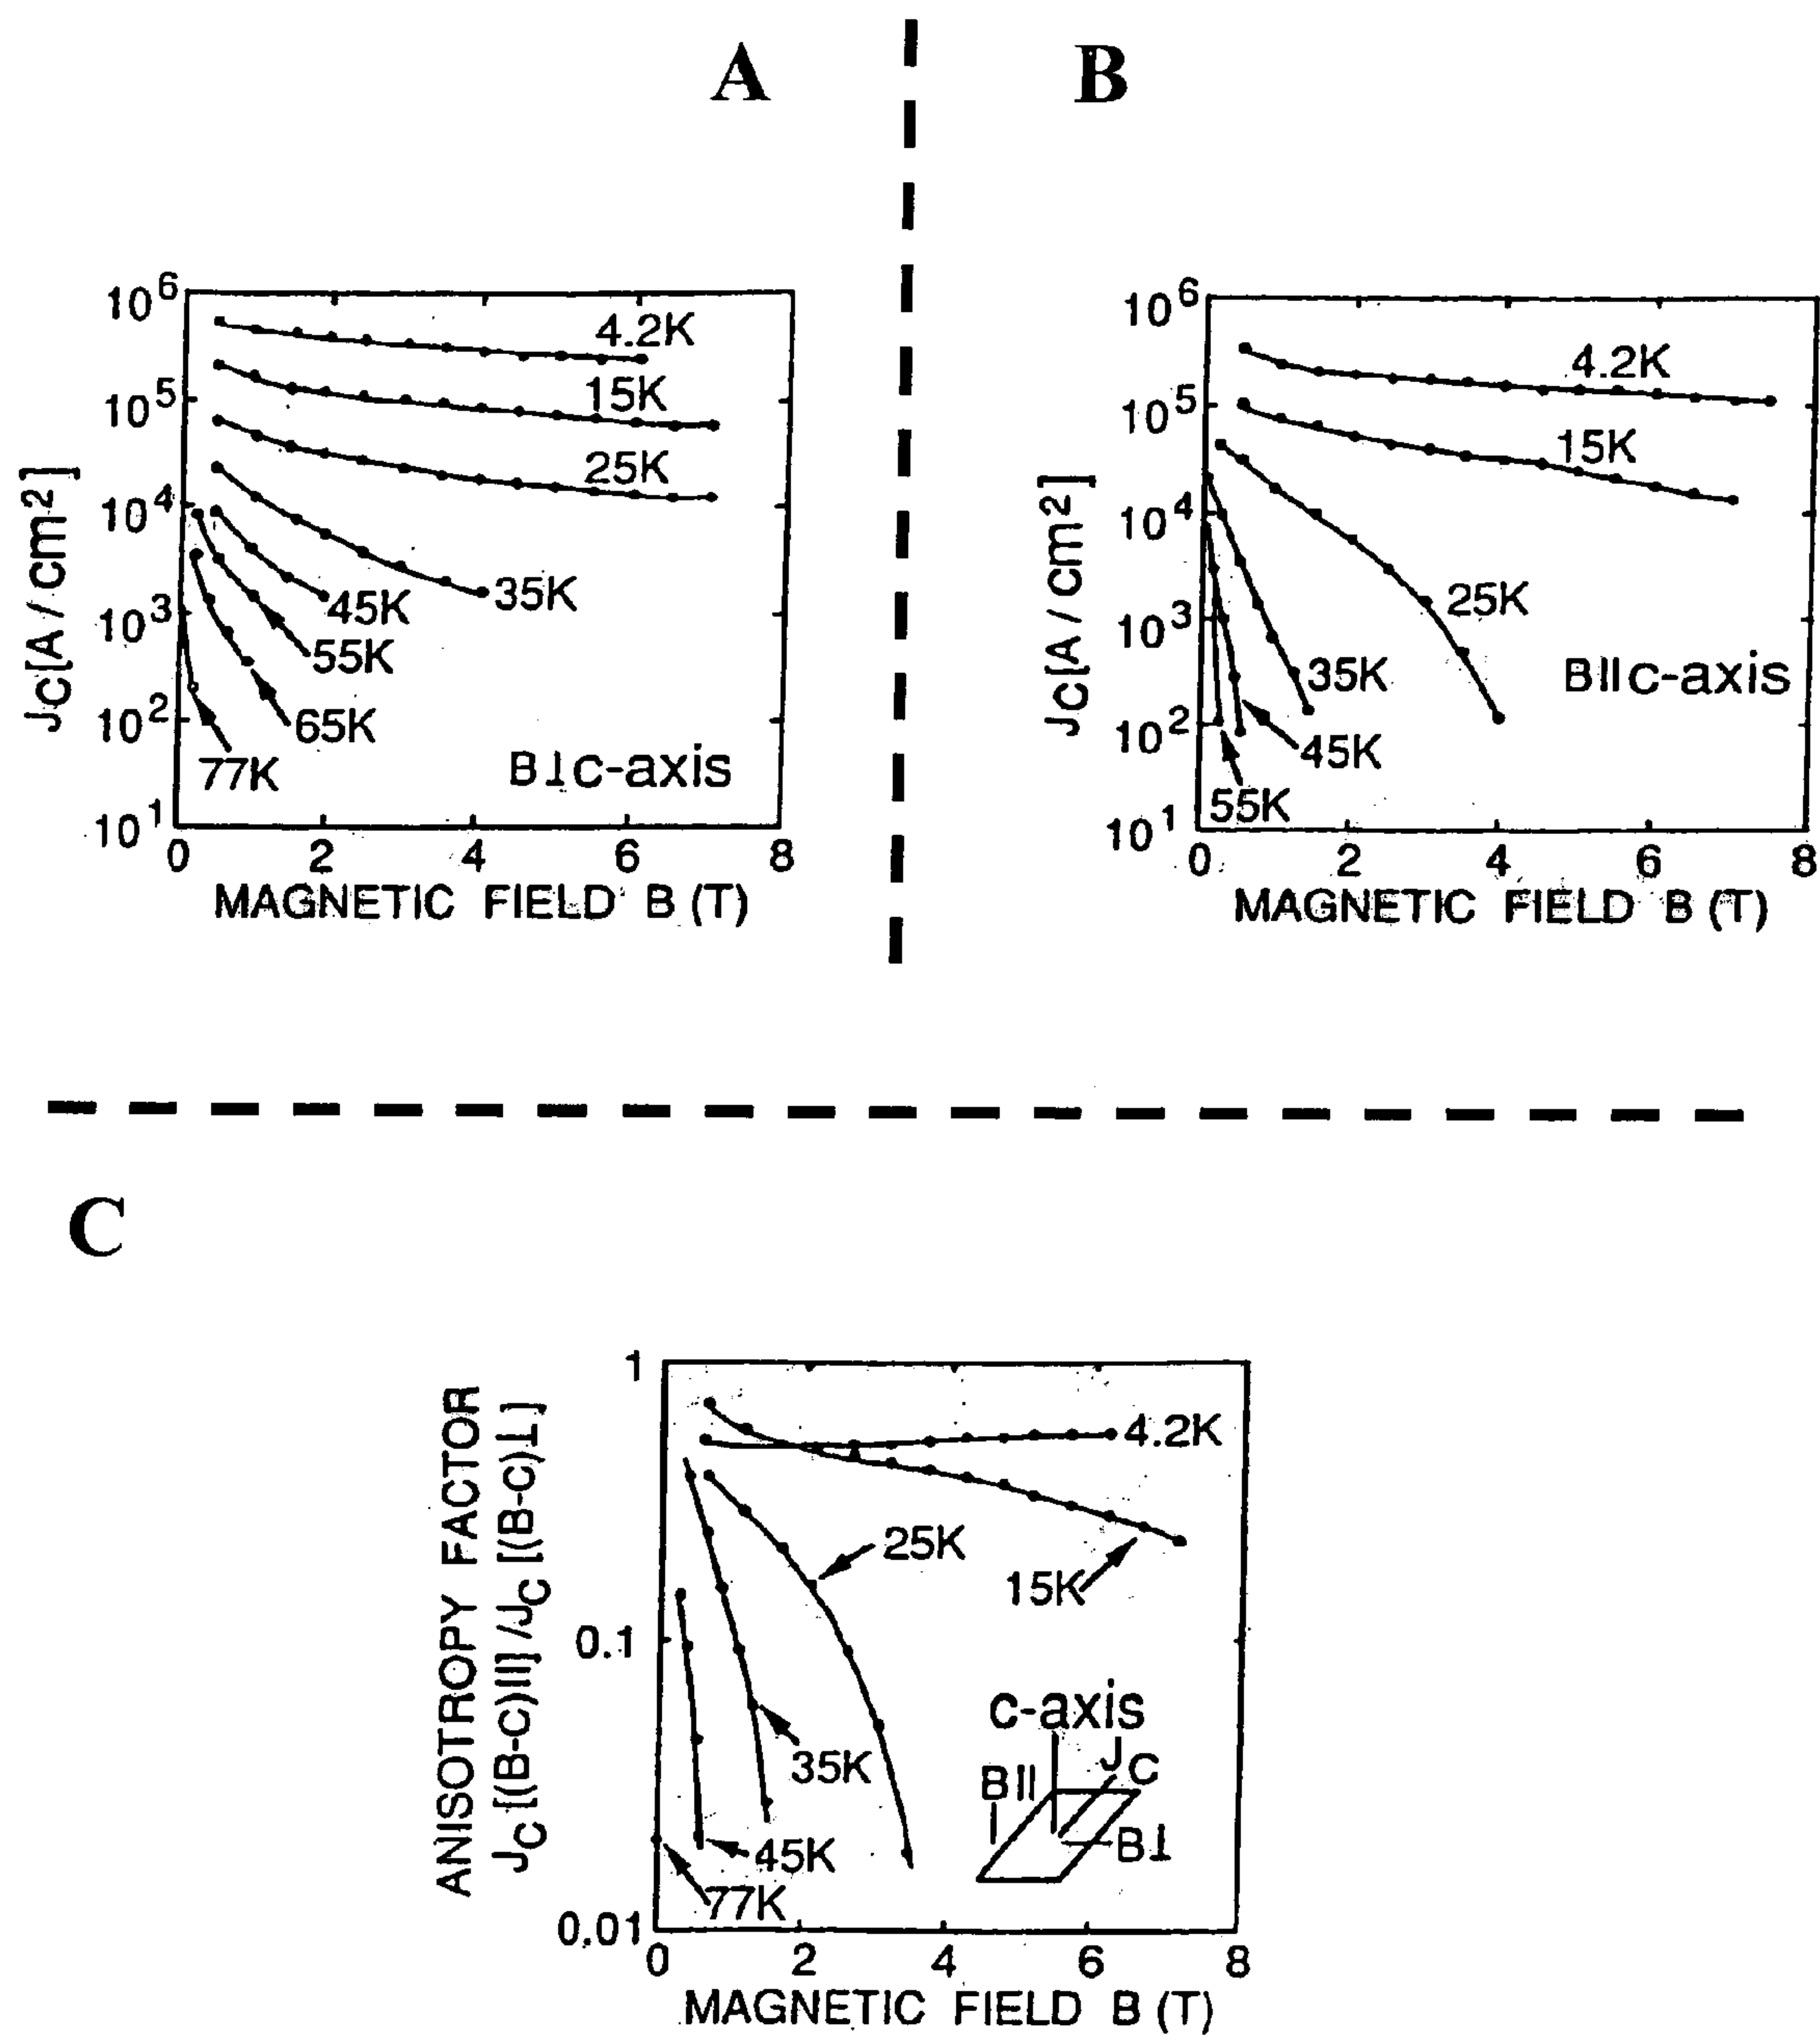 A
B
10^6
10^5
10^4
10^3
10^2
10^1
Jc[A/cm²]
4.2K
15K
25K
35K
45K
55K
65K
77K
B⊥c-axis
0 2 4 6 8
MAGNETIC FIELD B (T)
10^6
10^5
10^4
10^3
10^2
10^1
Jc[A/cm²]
4.2K
15K
25K
35K
45K
55K
B||c-axis
0 2 4 6 8
MAGNETIC FIELD B (T)
C
ANISOTROPY FACTOR
Jc[(B-C)||]/Jc[(B-C)⊥]
1
0.1
0.01
4.2K
25K
15K
35K
45K
77K
c-axis
Jc
B||
B⊥
0 2 4 6 8
MAGNETIC FIELD B (T)